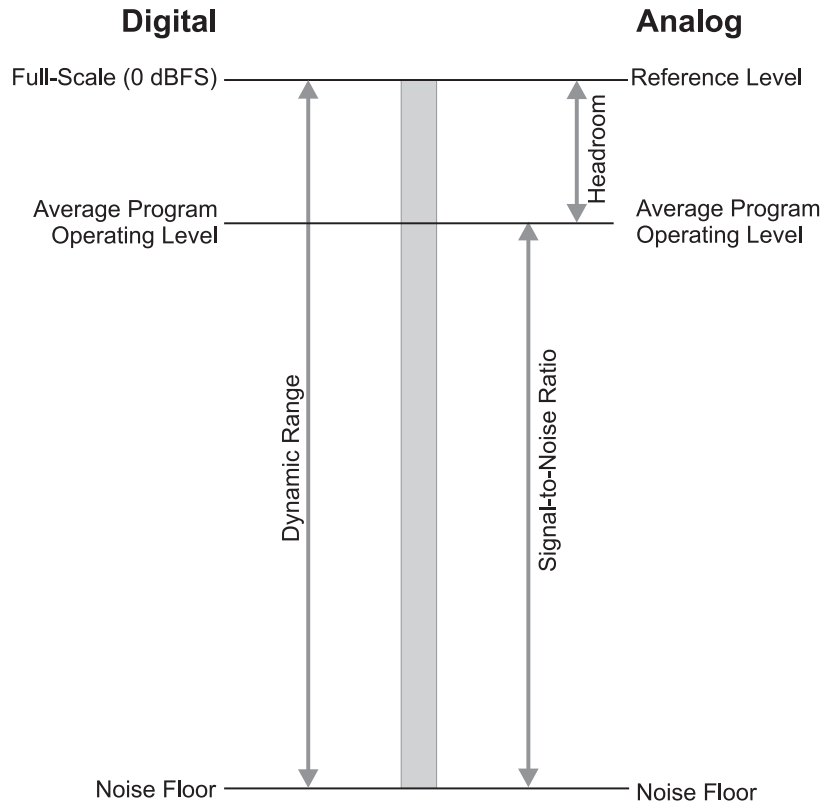 Digital
Analog
Full-Scale (0 dBFS)
Reference Level
Headroom
Average Program
Operating Level
Average Program
Operating Level
Dynamic Range
Signal-to-Noise Ratio
Noise Floor
Noise Floor